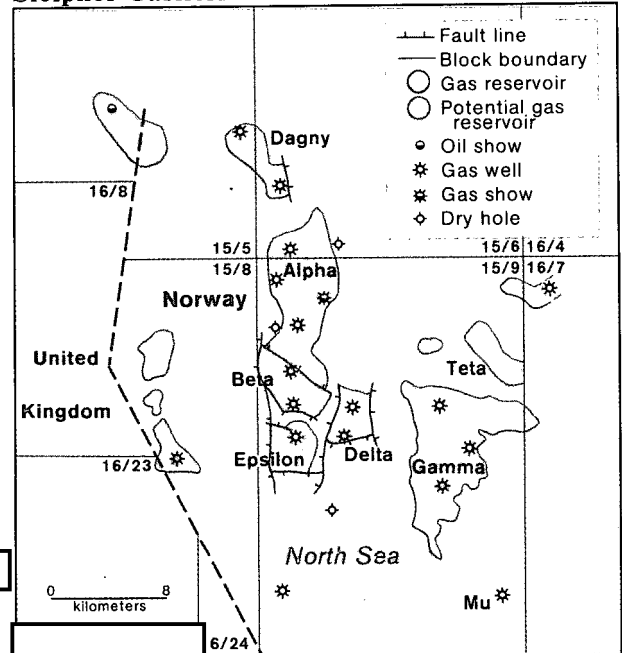 Fault line
Block boundary
Gas reservoir
Potential gas
reservoir
Oil show
Gas well
Gas show
Dry hole
Dagny
16/8
15/5
15/6 16/4
15/8
Alpha
15/9 16/7
Norway
United
Kingdom
Teta
Beta
16/23
Epsilon
Delta
Gamma
North Sea
0 8
kilometers
Mu
6/24